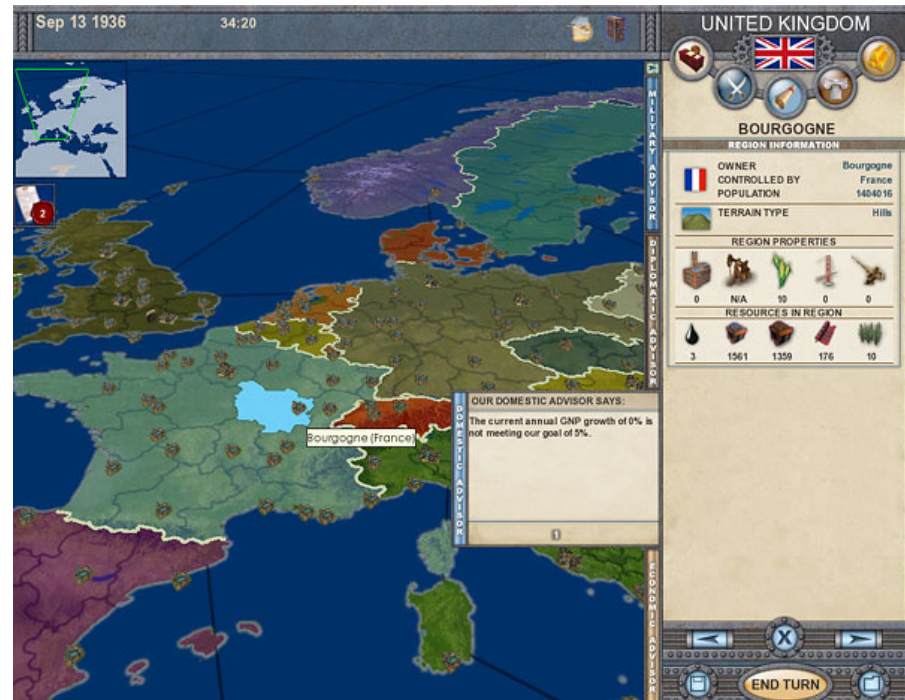 Sep 13 1936
34:20
UNITED KINGDOM
BOURGOGNE
REGION INFORMATION
OWNER Bourgogne
CONTROLLED BY France
POPULATION 1404016
TERRAIN TYPE Hills
REGION PROPERTIES
0 N/A 10 0 0
RESOURCES IN REGION
3 1561 1359 176 10
2
MILITARY ADVISOR
DIPLOMATIC ADVISOR
DOMESTIC ADVISOR
OUR DOMESTIC ADVISOR SAYS:
The current annual GNP growth of 0% is
not meeting our goal of 5%.
1
Bourgogne (France)
ECONOMIC ADVISOR
X
END TURN